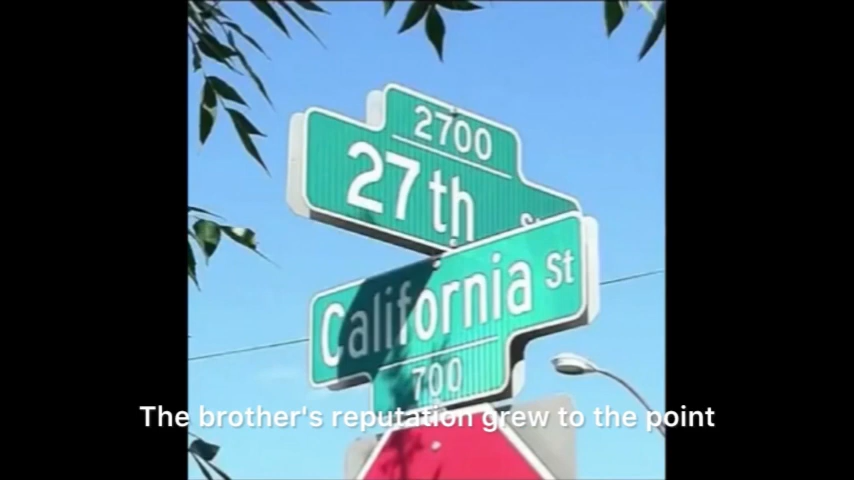 2700
27th St
California St
700
The brother's reputation grew to the point